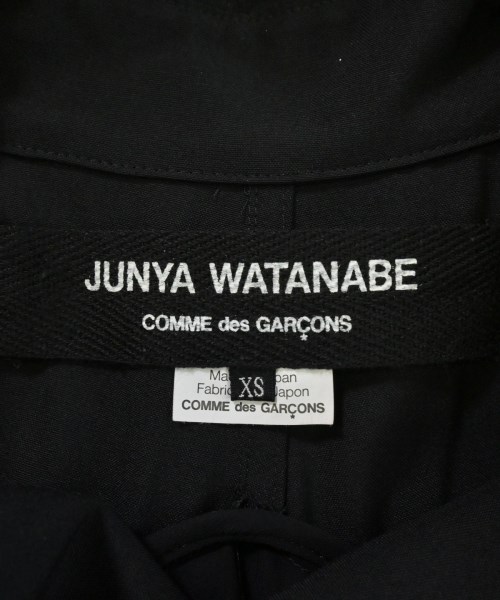 JUNYA WATANABE
COMME des GARÇONS
XS
COMME des GARÇONS